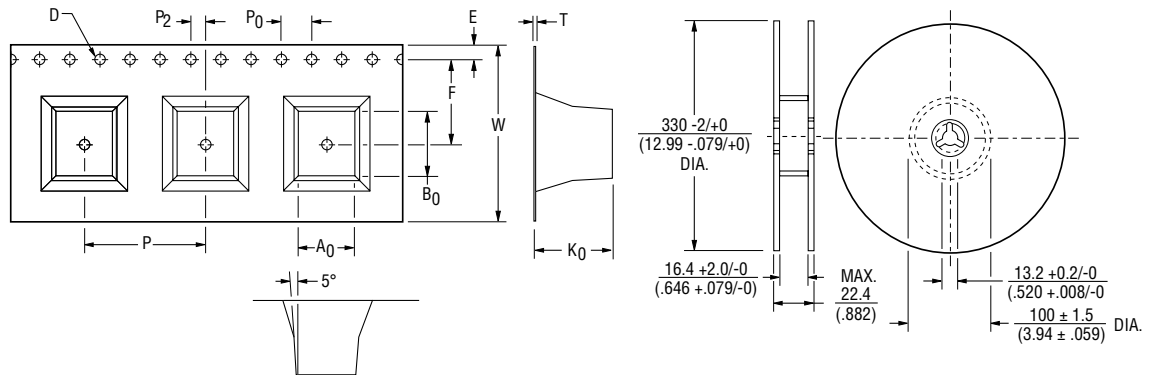 D
P2
P0
E
T
F
W
B0
P
A0
K0
5°
330 -2/+0
(12.99 -.079/+0)
DIA.
16.4 +2.0/-0
(.646 +.079/-0)
MAX.
22.4
(.882)
13.2 +0.2/-0
(.520 +.008/-0
100 ± 1.5
(3.94 ± .059)
DIA.